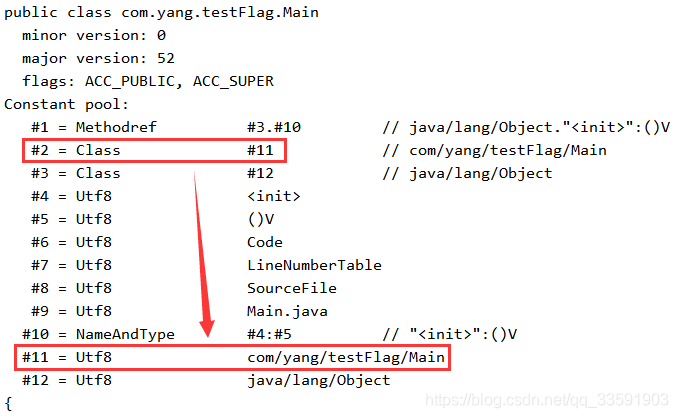 public class com.yang.testFlag.Main
minor version: 0
major version: 52
flags: ACC_PUBLIC, ACC_SUPER
Constant pool:
#1 = Methodref #3.#10 // java/lang/Object."<init>":()V
#2 = Class #11 // com/yang/testFlag/Main
#3 = Class #12 // java/lang/Object
#4 = Utf8 <init>
#5 = Utf8 ()V
#6 = Utf8 Code
#7 = Utf8 LineNumberTable
#8 = Utf8 SourceFile
#9 = Utf8 Main.java
#10 = NameAndType #4:#5 // "<init>":()V
#11 = Utf8 com/yang/testFlag/Main
#12 = Utf8 java/lang/Object
{
https://blog.csdn.net/qq_33591903